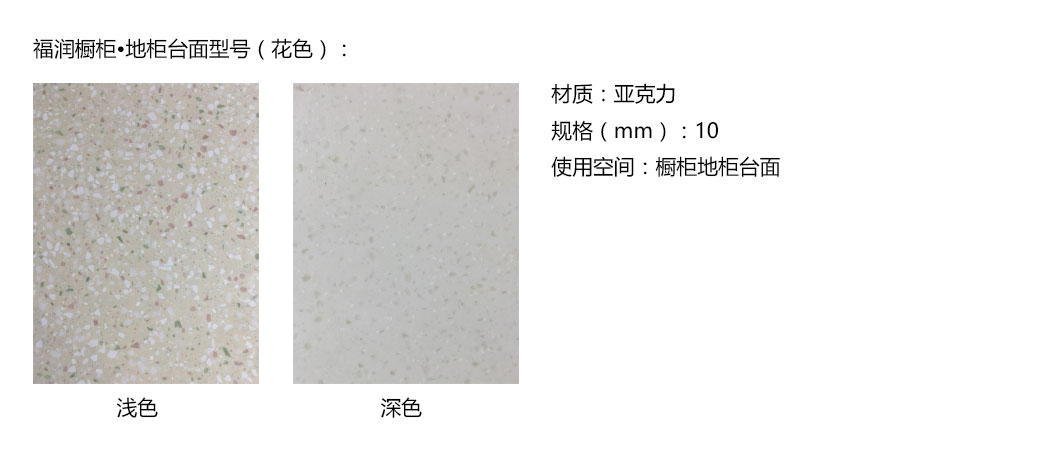 福润橱柜•地柜台面型号（花色）：
材质：亚克力
规格（mm）：10
使用空间：橱柜地柜台面
浅色
深色